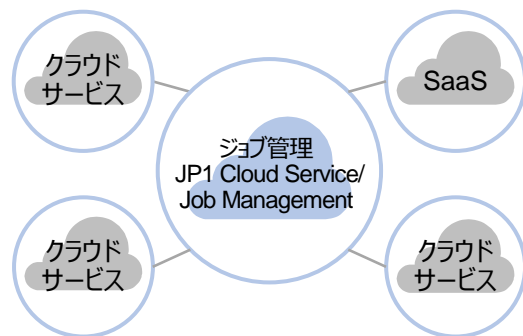 クラウド
サービス
SaaS
ジョブ管理
JP1 Cloud Service/
Job Management
クラウド
サービス
クラウド
サービス